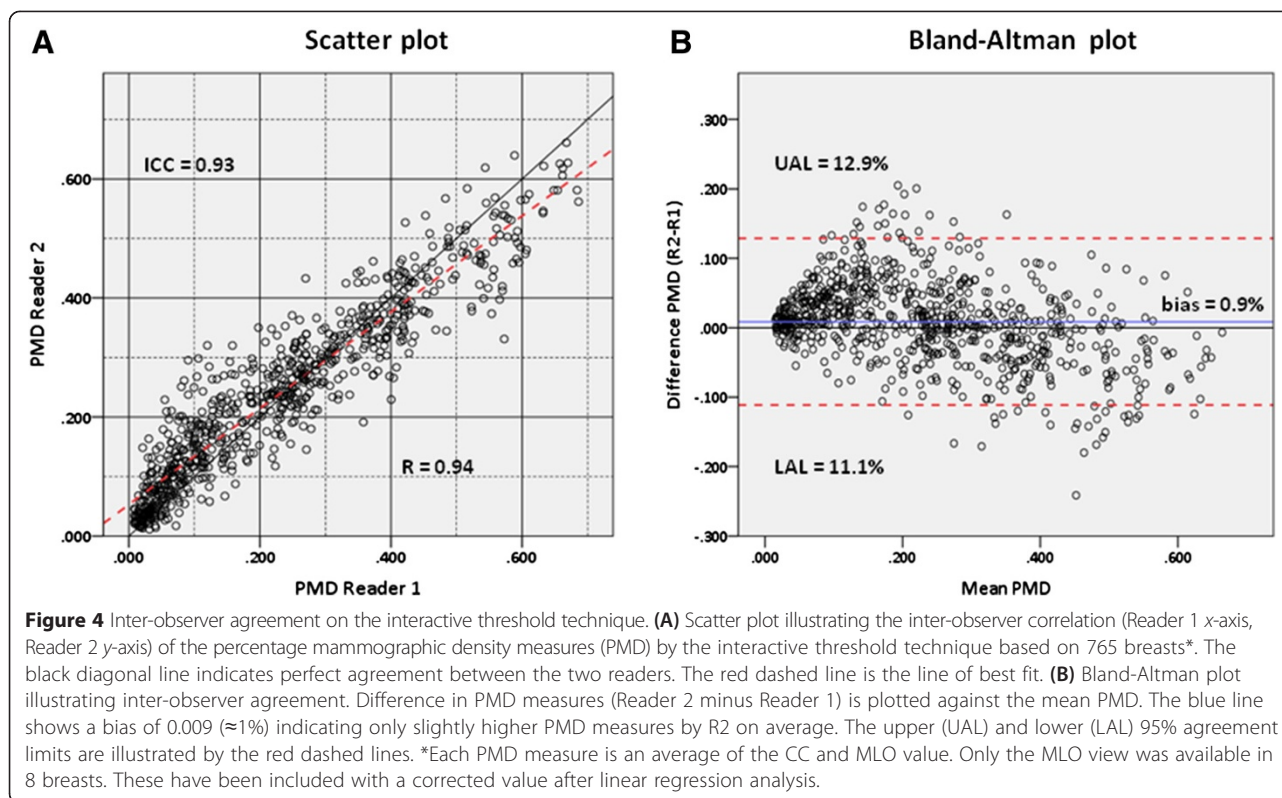 A
Scatter plot
ICC = 0.93
R = 0.94
PMD Reader 2
.600
.400
.200
.000
.000 .200 .400 .600
PMD Reader 1
B
Bland-Altman plot
UAL = 12.9%
bias = 0.9%
LAL = 11.1%
Difference PMD (R2-R1)
.300
.200
.100
.000
-.100
-.200
-.300
.000 .200 .400 .600
Mean PMD
Figure 4 Inter-observer agreement on the interactive threshold technique. (A) Scatter plot illustrating the inter-observer correlation (Reader 1 x-axis,
Reader 2 y-axis) of the percentage mammographic density measures (PMD) by the interactive threshold technique based on 765 breasts*. The
black diagonal line indicates perfect agreement between the two readers. The red dashed line is the line of best fit. (B) Bland-Altman plot
illustrating inter-observer agreement. Difference in PMD measures (Reader 2 minus Reader 1) is plotted against the mean PMD. The blue line
shows a bias of 0.009 (≈1%) indicating only slightly higher PMD measures by R2 on average. The upper (UAL) and lower (LAL) 95% agreement
limits are illustrated by the red dashed lines. *Each PMD measure is an average of the CC and MLO value. Only the MLO view was available in
8 breasts. These have been included with a corrected value after linear regression analysis.